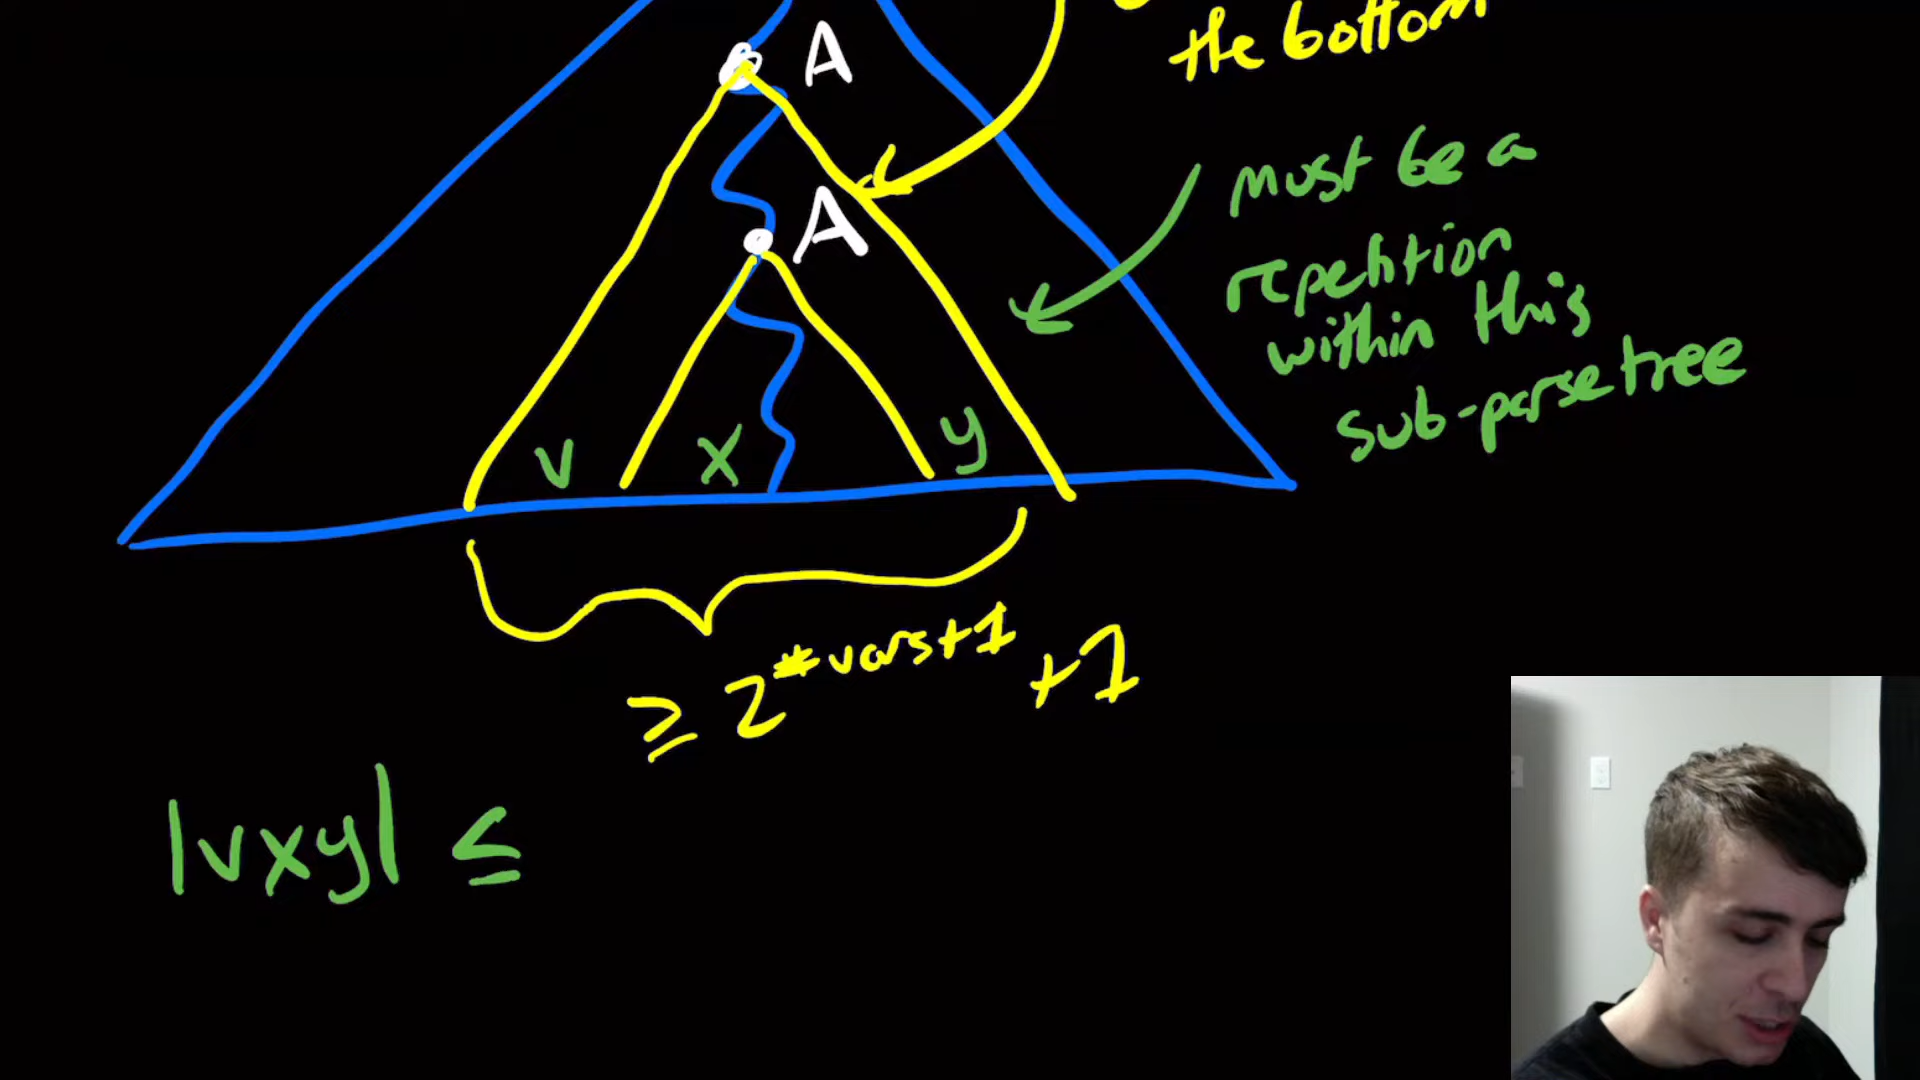 the bottom
A
must be a
A
repetition
within this
sub-parse tree
v x y
≥ 2^{#vars+1} + 1
|vxy| ≤